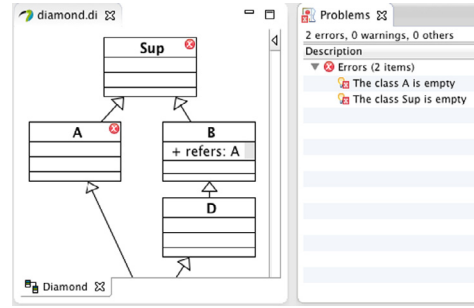 diamond.di
Sup
A
B
+ refers: A
D
Diamond
Problems
2 errors, 0 warnings, 0 others
Description
Errors (2 items)
The class A is empty
The class Sup is empty